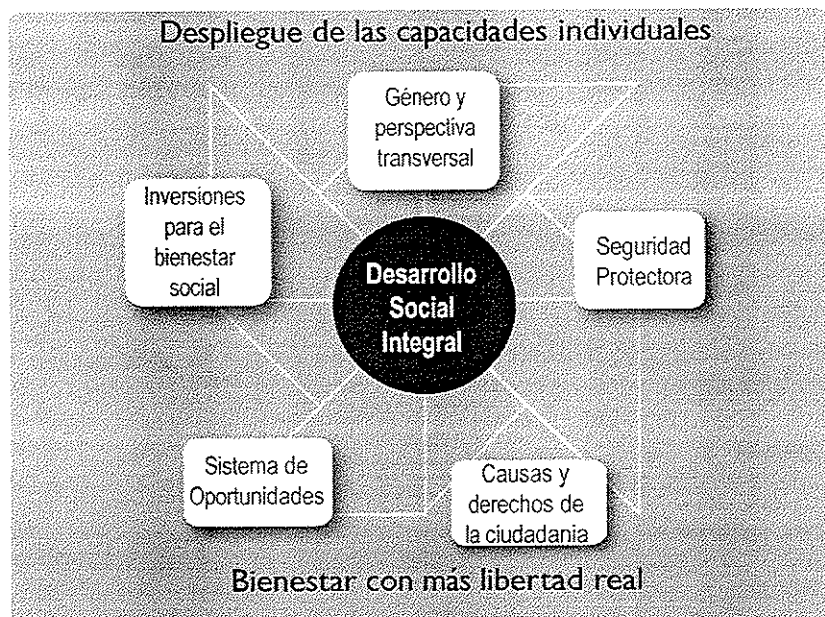 Despliegue de las capacidades individuales
Género y
perspectiva
transversal
Inversiones
para el
bienestar
social
Seguridad
Protectora
Desarrollo
Social
Integral
Sistema de
Oportunidades
Causas y
derechos de
la ciudadania
Bienestar con más libertad real